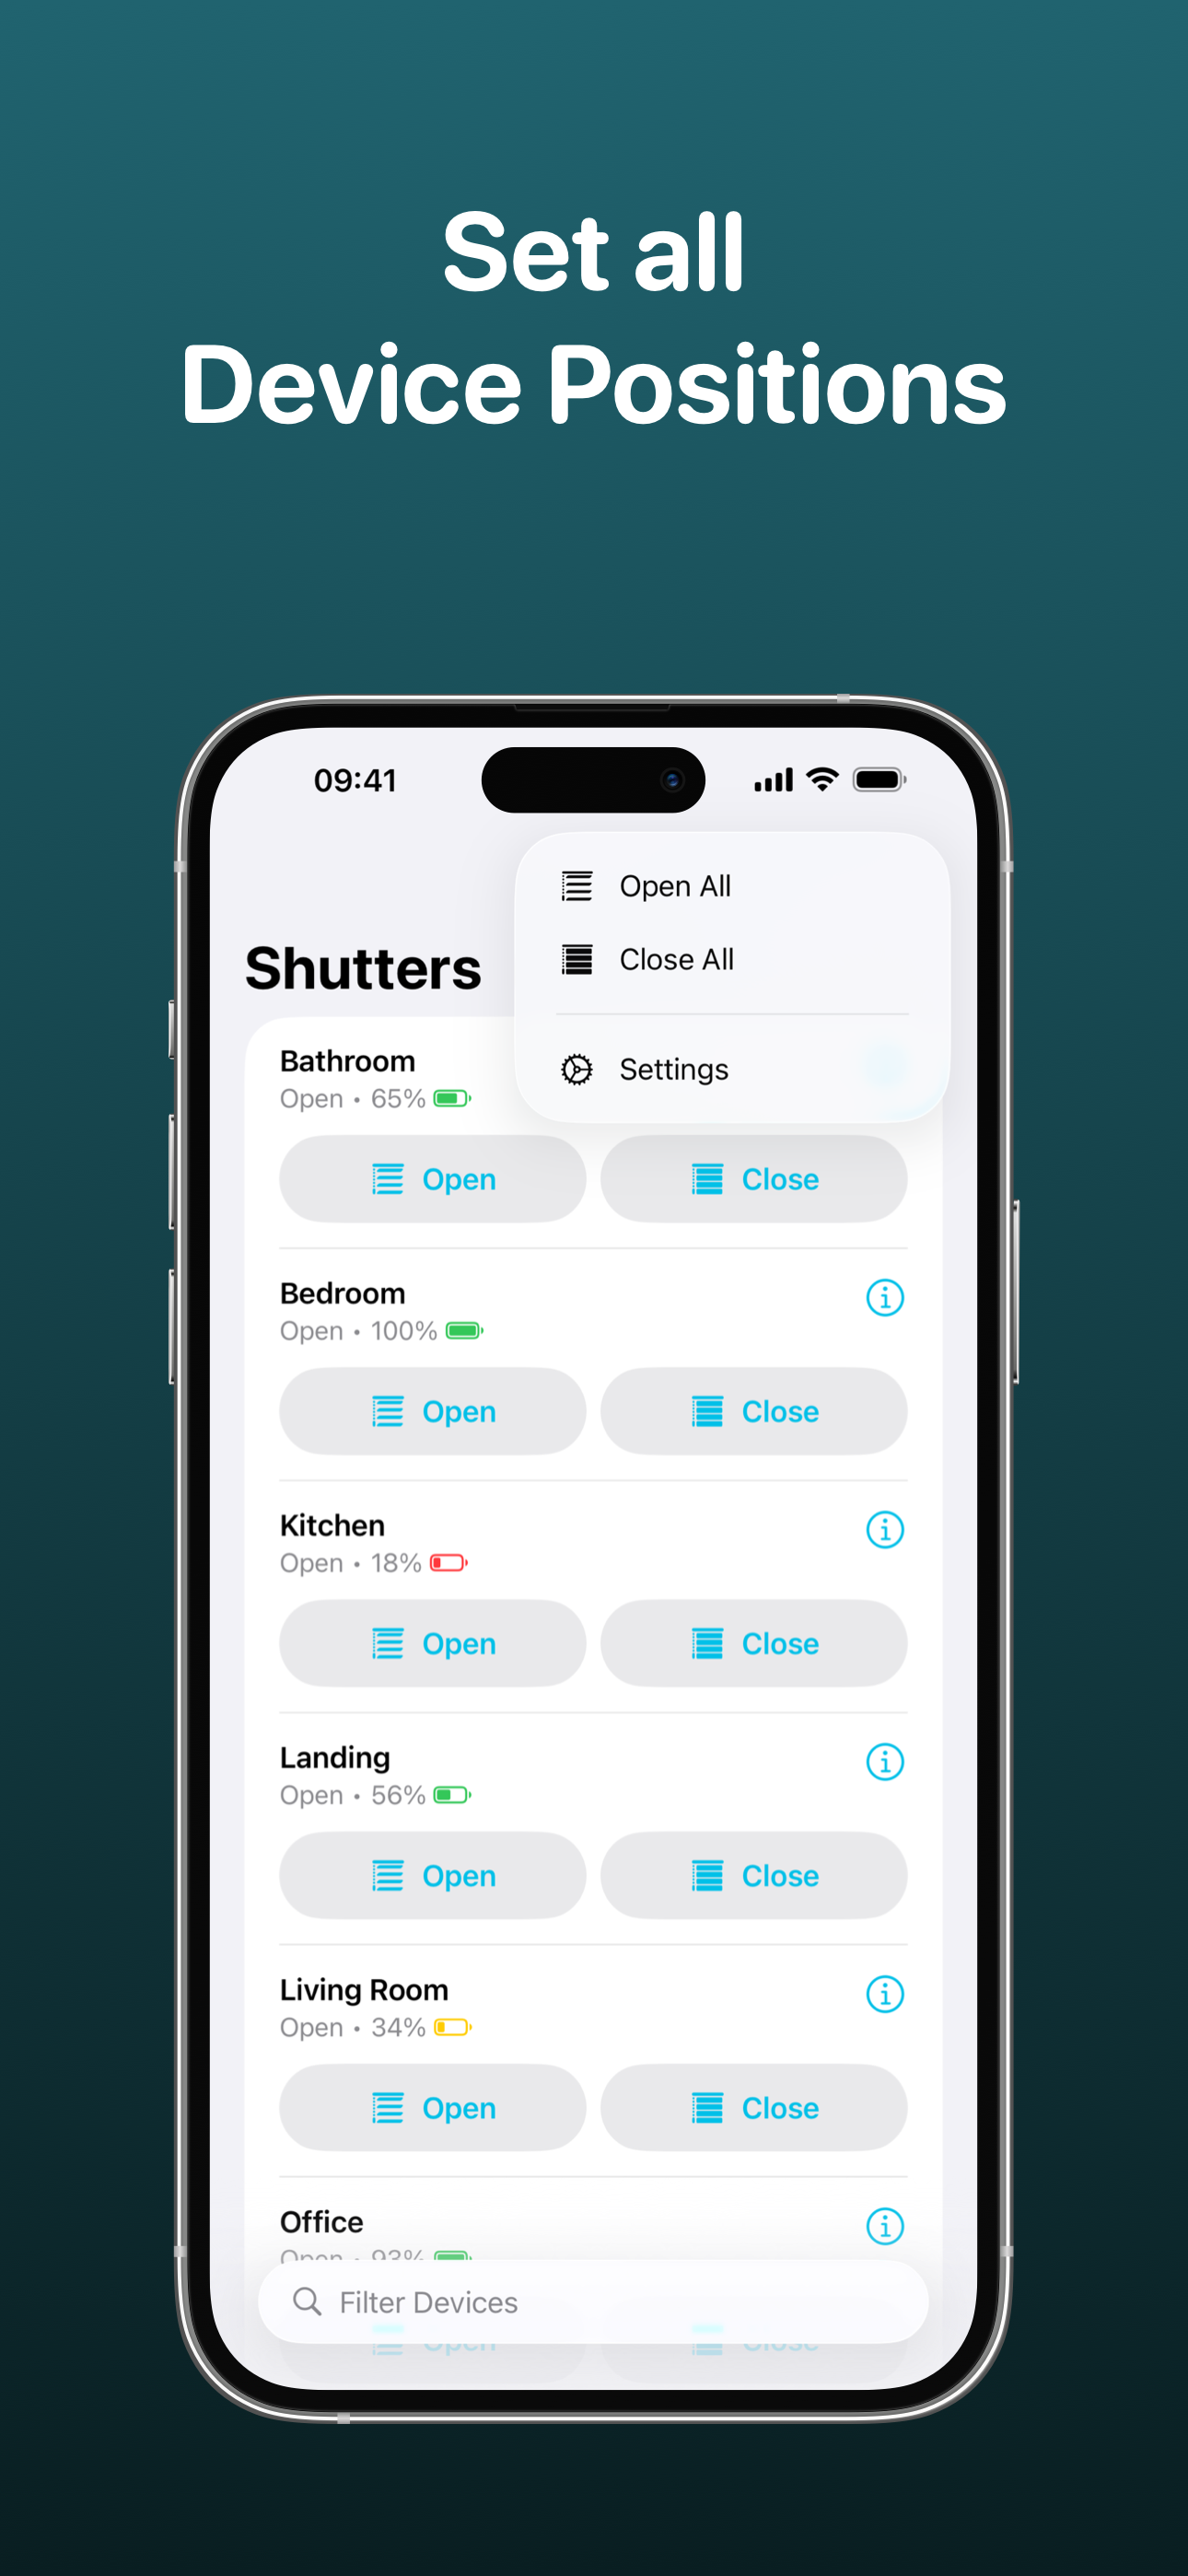 Set all
Device Positions
09:41
Open All
Close All
Settings
Shutters
Bathroom
Open • 65%
Open Close
Bedroom
Open • 100%
Open Close
Kitchen
Open • 18%
Open Close
Landing
Open • 56%
Open Close
Living Room
Open • 34%
Open Close
Office
Open • 93%
Filter Devices
Open Close